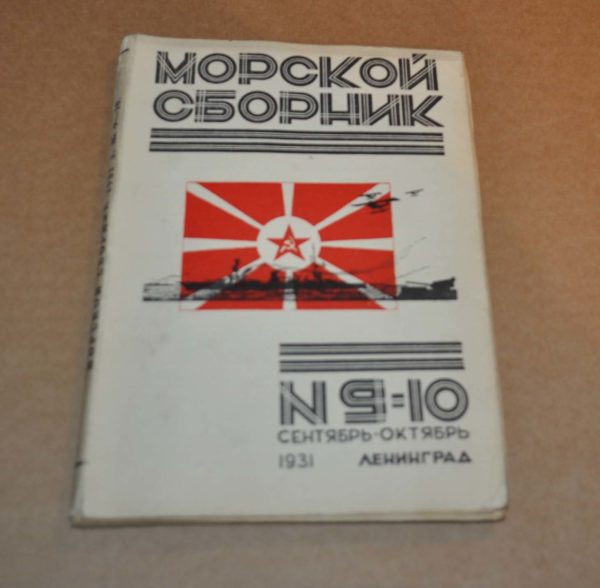 МОРСКОЙ
СБОРНИК
N 9=10
СЕНТЯБРЬ-ОКТЯБРЬ
1931 ЛЕНИНГРАД